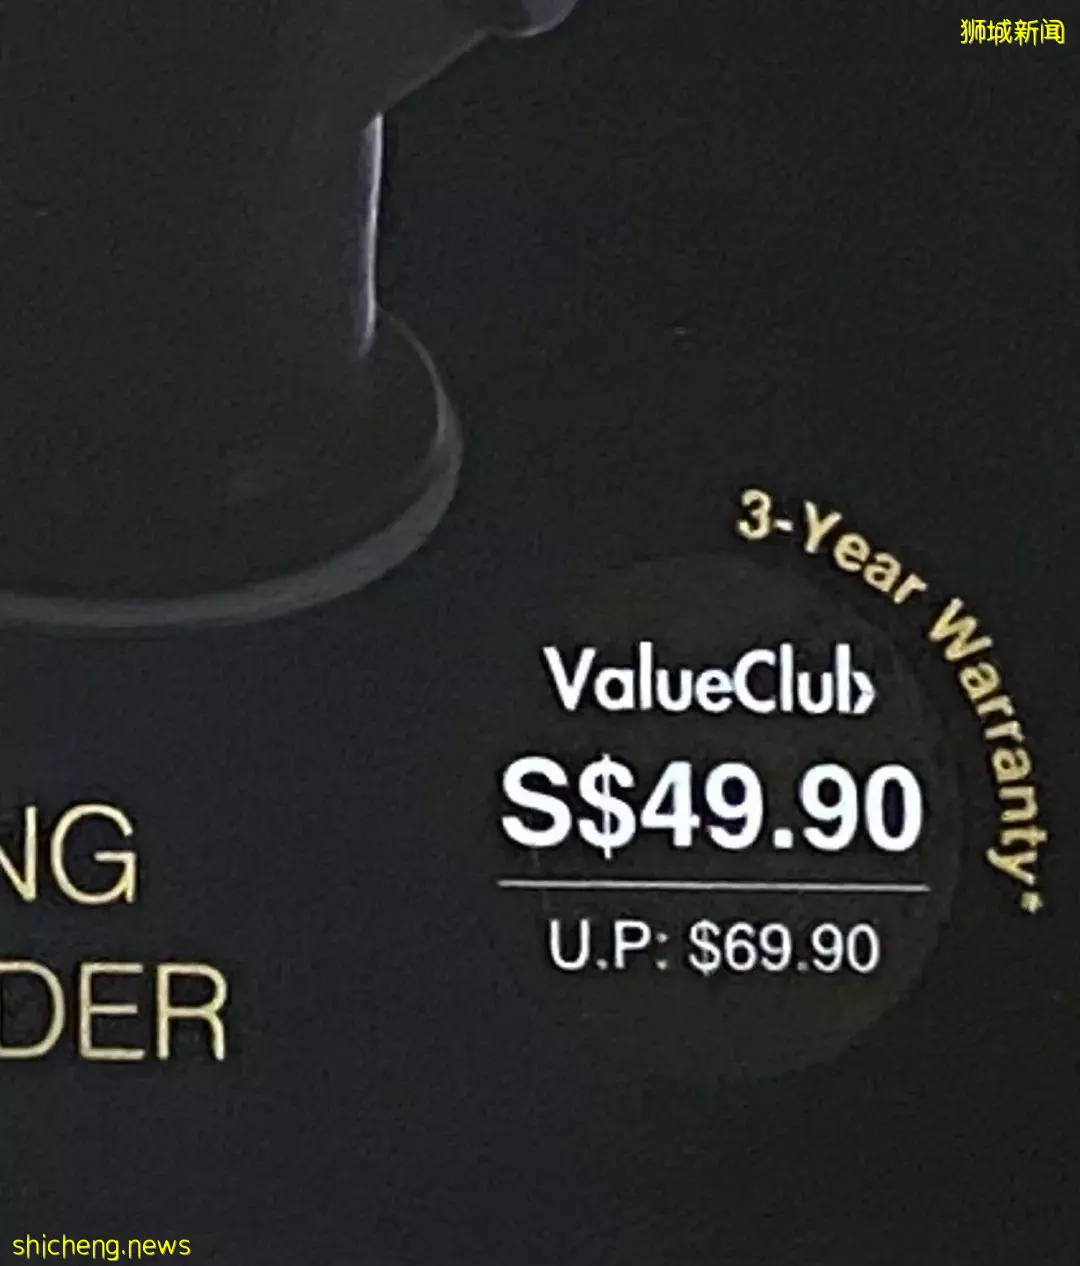 狮城新闻
3-Year Warranty*
ValueClub
S$49.90
U.P: $69.90
NG
DER
shicheng.news